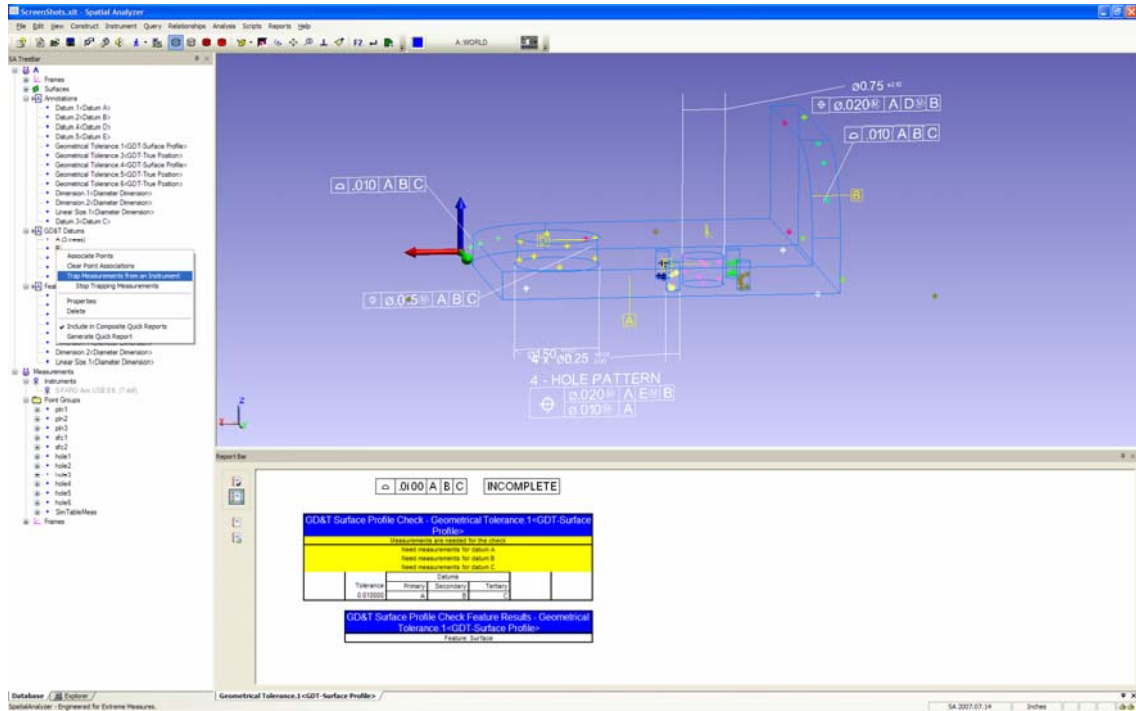 ScreenShots.xit - Spatial Analyzer
File Edit View Construct Instrument Query Relationships Analysis Scripts Reports Help
A:WORLD
SA Treebar
A
Frames
Surfaces
Annotations
Datum.1<Datum A>
Datum.2<Datum B>
Datum.4<Datum D>
Datum.5<Datum E>
Geometrical Tolerance.1<GDT-Surface Profile>
Geometrical Tolerance.3<GDT-True Position>
Geometrical Tolerance.4<GDT-Surface Profile>
Geometrical Tolerance.5<GDT-True Position>
Geometrical Tolerance.6<GDT-True Position>
Dimension.1<Diameter Dimension>
Dimension.2<Diameter Dimension>
Linear Size.1<Diameter Dimension>
Datum.3<Datum C>
GD&T Datums
Associate Points
Clear Point Associations
Trap Measurements from an Instrument
Stop Trapping Measurements
Properties
Delete
Include in Composite Quick Reports
Generate Quick Report
Dimension.2<Diameter Dimension>
Linear Size.1<Diameter Dimension>
Measurements
Instruments
Point Groups
pln1
pln2
pln3
sfc1
sfc2
hole1
hole2
hole3
hole4
hole5
hole6
SimTableMeas
Frames
Database Explorer
SpatialAnalyzer - Engineered for Extreme Measures.
Ø0.75
⌖ Ø.020Ⓜ A DⓂ B
⌓ .010 A B C
⌓ .010 A B C
B
A
A B C
4 - HOLE PATTERN
⌖ Ø.020Ⓜ A EⓂ B
Ø.010Ⓜ A
Z
X
Report Bar
A B C INCOMPLETE
GD&T Surface Profile Check - Geometrical Tolerance.1<GDT-Surface
Profile>
Measurements are needed for the check
Need measurements for datum A
Need measurements for datum B
Need measurements for datum C
Datums
Tolerance Primary Secondary Tertiary
0.010000 A B C
GD&T Surface Profile Check Feature Results - Geometrical
Tolerance.1<GDT-Surface Profile>
Feature: Surface
Geometrical Tolerance.1<GDT-Surface Profile>
SA 2007.07.14 Inches